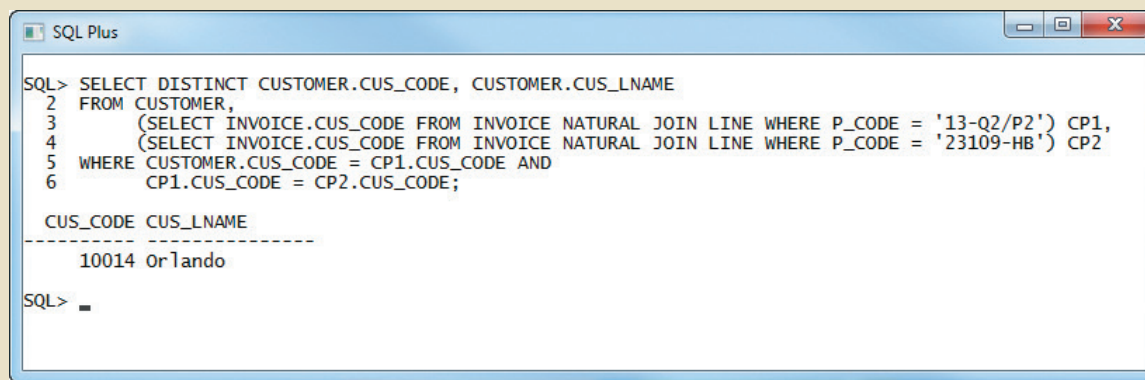 SQL Plus
SQL> SELECT DISTINCT CUSTOMER.CUS_CODE, CUSTOMER.CUS_LNAME
2 FROM CUSTOMER,
3 (SELECT INVOICE.CUS_CODE FROM INVOICE NATURAL JOIN LINE WHERE P_CODE = '13-Q2/P2') CP1,
4 (SELECT INVOICE.CUS_CODE FROM INVOICE NATURAL JOIN LINE WHERE P_CODE = '23109-HB') CP2
5 WHERE CUSTOMER.CUS_CODE = CP1.CUS_CODE AND
6 CP1.CUS_CODE = CP2.CUS_CODE;
CUS_CODE CUS_LNAME
---------- ---------------
10014 Orlando
SQL> _